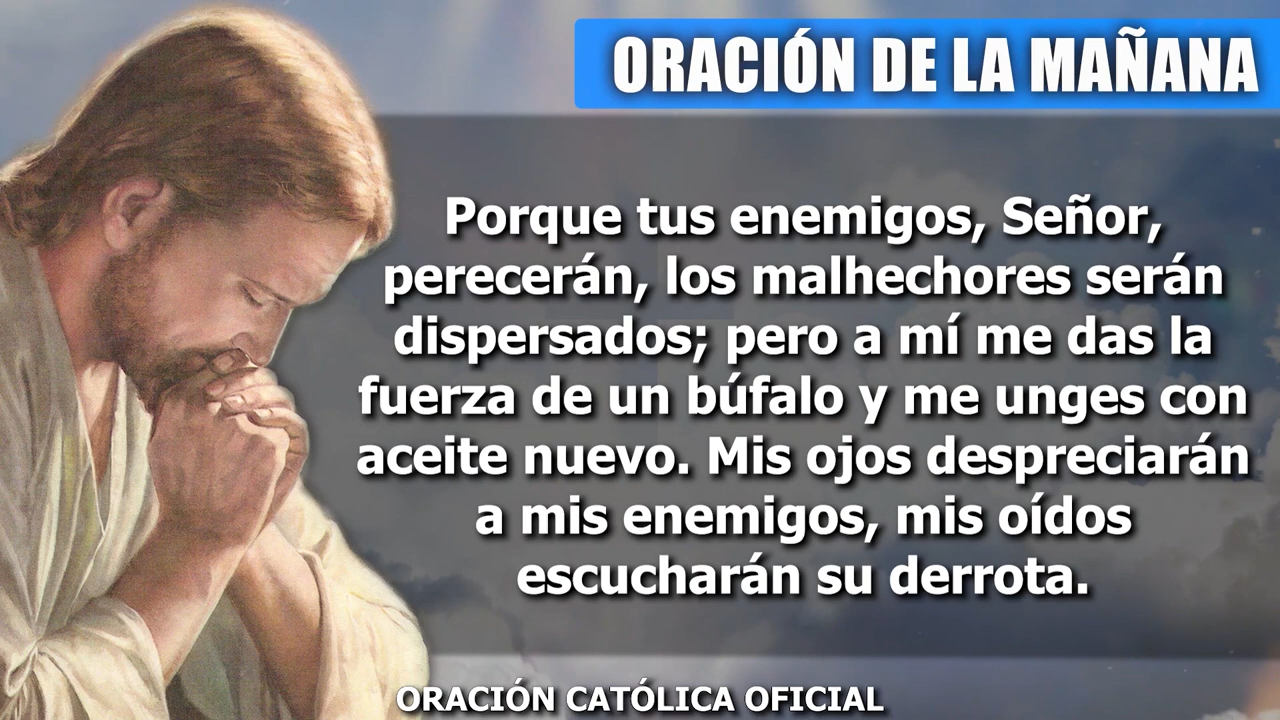 ORACIÓN DE LA MAÑANA
Porque tus enemigos, Señor,
perecerán, los malhechores serán
dispersados; pero a mí me das la
fuerza de un búfalo y me unges con
aceite nuevo. Mis ojos despreciarán
a mis enemigos, mis oídos
escucharán su derrota.
ORACIÓN CATÓLICA OFICIAL